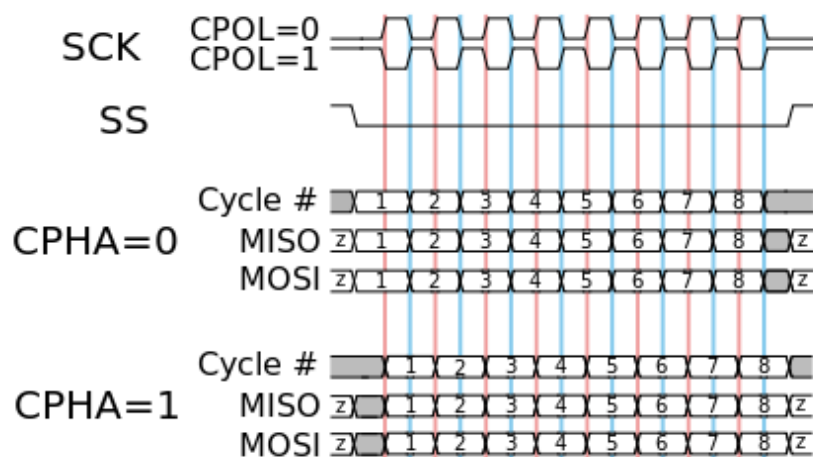 SCK CPOL=0
CPOL=1
SS
Cycle # 1 2 3 4 5 6 7 8
CPHA=0 MISO z 1 2 3 4 5 6 7 8 z
MOSI z 1 2 3 4 5 6 7 8 z
Cycle # 1 2 3 4 5 6 7 8
CPHA=1 MISO z 1 2 3 4 5 6 7 8 z
MOSI z 1 2 3 4 5 6 7 8 z